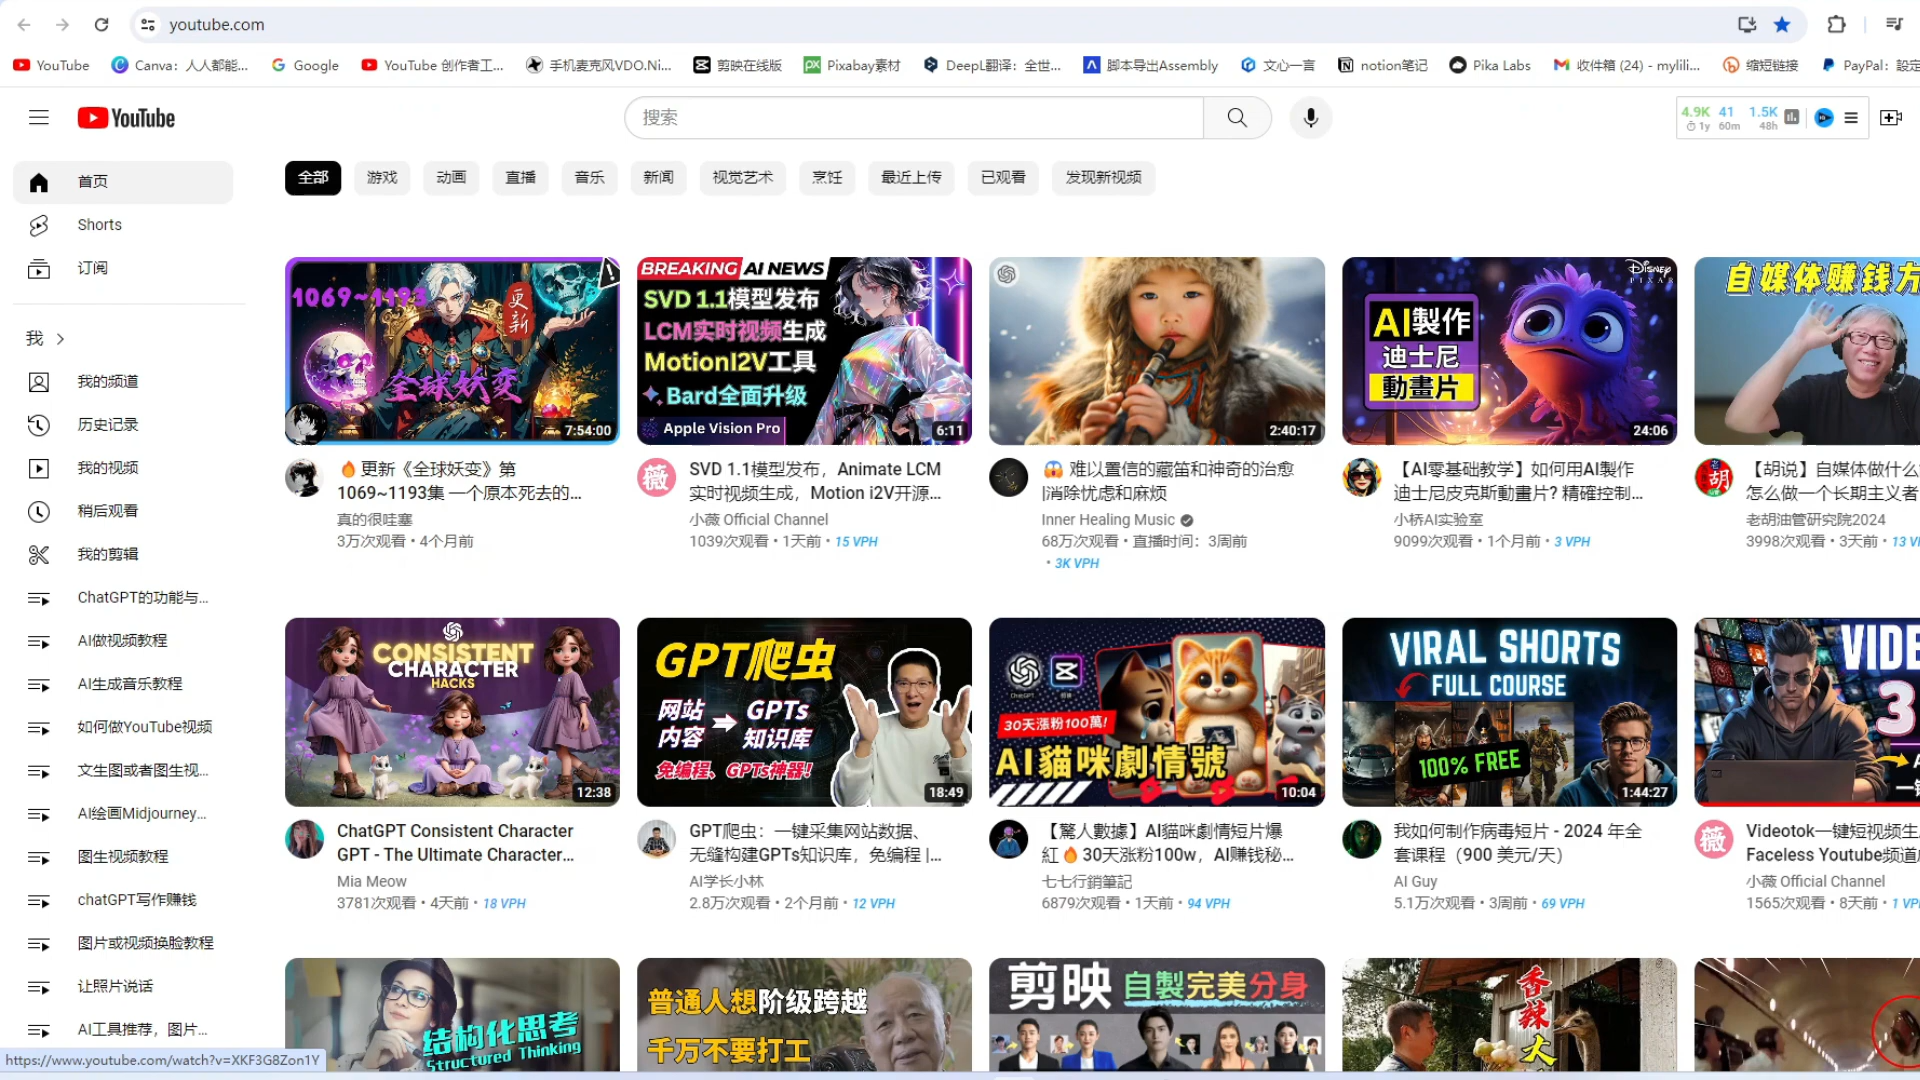 youtube.com
YouTube
Canva：人人都能...
Google
YouTube 创作者工...
手机麦克风VDO.Ni...
剪映在线版
Pixabay素材
DeepL翻译：全世...
脚本导出Assembly
文心一言
notion笔记
Pika Labs
收件箱 (24) - mylili...
缩短链接
PayPal：设定
YouTube
搜索
4.9K 41 1.5K
1y 60m 48h
首页
Shorts
订阅
我
我的频道
历史记录
我的视频
稍后观看
我的剪辑
ChatGPT的功能与...
AI做视频教程
AI生成音乐教程
如何做YouTube视频
文生图或者图生视...
AI绘画Midjourney...
图生视频教程
chatGPT写作赚钱
图片或视频换脸教程
让照片说话
AI工具推荐，图片...
https://www.youtube.com/watch?v=XKF3G8Zon1Y
全部 游戏 动画 直播 音乐 新闻 视觉艺术 烹饪 最近上传 已观看 发现新视频
1069~1193
更新
全球妖变
7:54:00
🔥更新《全球妖变》第
1069~1193集 一个原本死去的...
真的很哇塞
3万次观看 • 4个月前
BREAKING AI NEWS
SVD 1.1模型发布
LCM实时视频生成
MotionI2V工具
Bard全面升级
Apple Vision Pro
6:11
薇
SVD 1.1模型发布，Animate LCM
实时视频生成，Motion i2V开源...
小薇 Official Channel
1039次观看 • 1天前 • 15 VPH
2:40:17
😱 难以置信的藏笛和神奇的治愈
|消除忧虑和麻烦
Inner Healing Music
68万次观看 • 直播时间：3周前
• 3K VPH
DISNEY
PIXAR
AI製作
迪士尼
動畫片
24:06
【AI零基础教学】如何用AI製作
迪士尼皮克斯動畫片? 精確控制...
小桥AI实验室
9099次观看 • 1个月前 • 3 VPH
自媒体赚钱方
老胡
【胡说】自媒体做什么
怎么做一个长期主义者
老胡油管研究院2024
3998次观看 • 3天前 • 13 VP
CONSISTENT
CHARACTER
HACKS
12:38
ChatGPT Consistent Character
GPT - The Ultimate Character...
Mia Meow
3781次观看 • 4天前 • 18 VPH
GPT爬虫
网站 GPTs
内容 知识库
免编程、GPTs神器!
18:49
GPT爬虫：一键采集网站数据、
无缝构建GPTs知识库，免编程 |...
AI学长小林
2.8万次观看 • 2个月前 • 12 VPH
ChatGPT
30天漲粉100萬!
AI貓咪劇情號
10:04
【驚人數據】AI貓咪劇情短片爆
紅🔥30天涨粉100w，AI赚钱秘...
七七行銷筆記
6879次观看 • 1天前 • 94 VPH
VIRAL SHORTS
FULL COURSE
100% FREE
1:44:27
我如何制作病毒短片 - 2024 年全
套课程（900 美元/天）
AI Guy
5.1万次观看 • 3周前 • 69 VPH
VIDE
3
一键
薇
Videotok一键短视频生
Faceless Youtube频道
小薇 Official Channel
1565次观看 • 8天前 • 1 VP
结构化思考
Structured Thinking
普通人想阶级跨越
千万不要打工
剪映 自製完美分身
香辣大